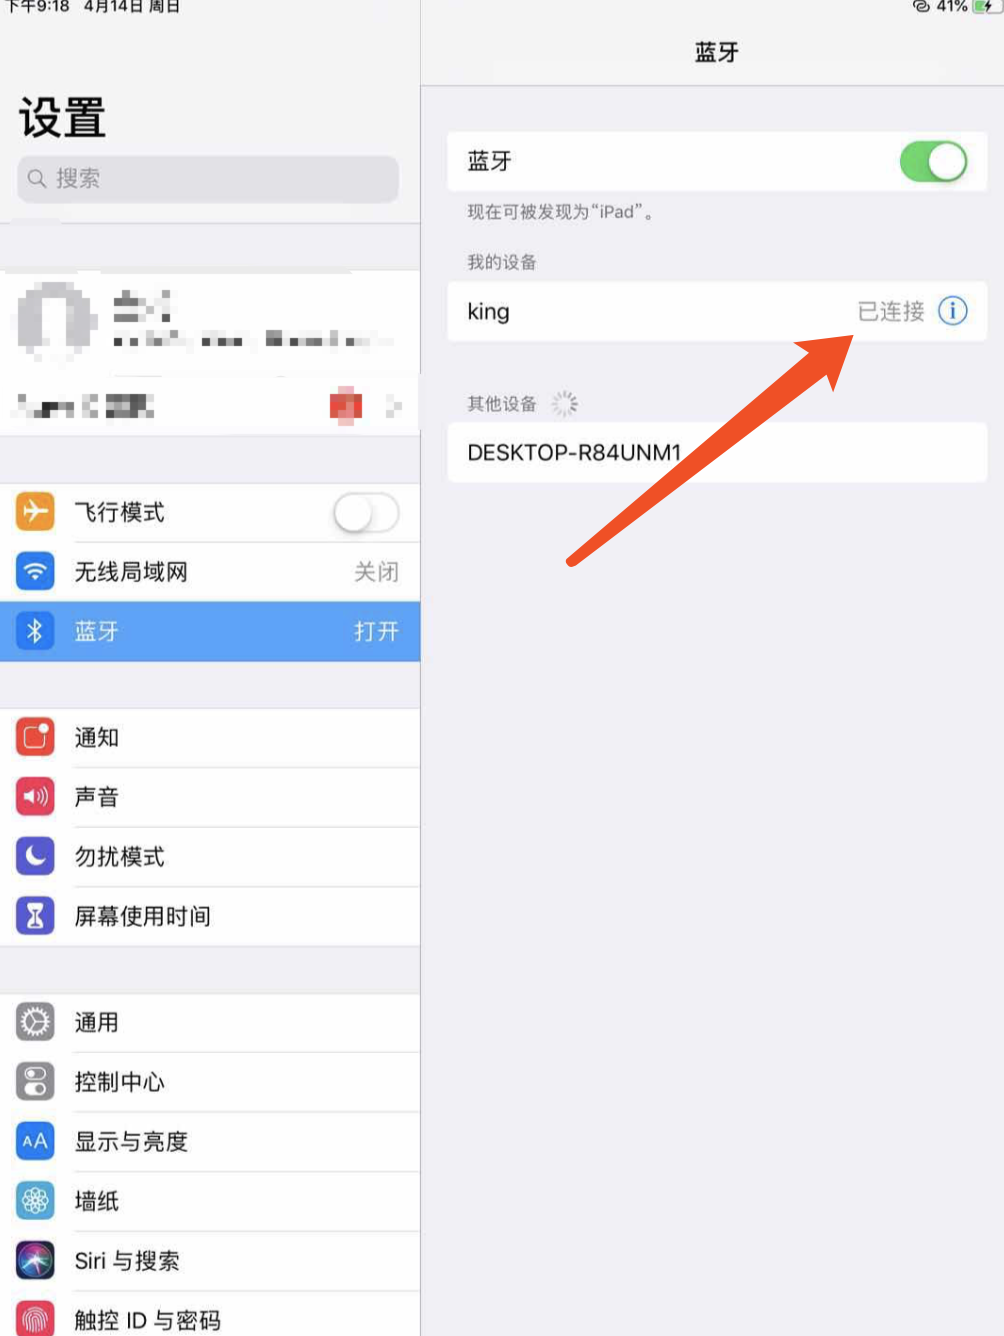 下午9:18 4月14日 周日
41%
设置
搜索
飞行模式
无线局域网 关闭
蓝牙 打开
通知
声音
勿扰模式
屏幕使用时间
通用
控制中心
显示与亮度
AA
墙纸
Siri 与搜索
触控 ID 与密码
蓝牙
蓝牙
现在可被发现为“iPad”。
我的设备
king 已连接
其他设备
DESKTOP-R84UNM1